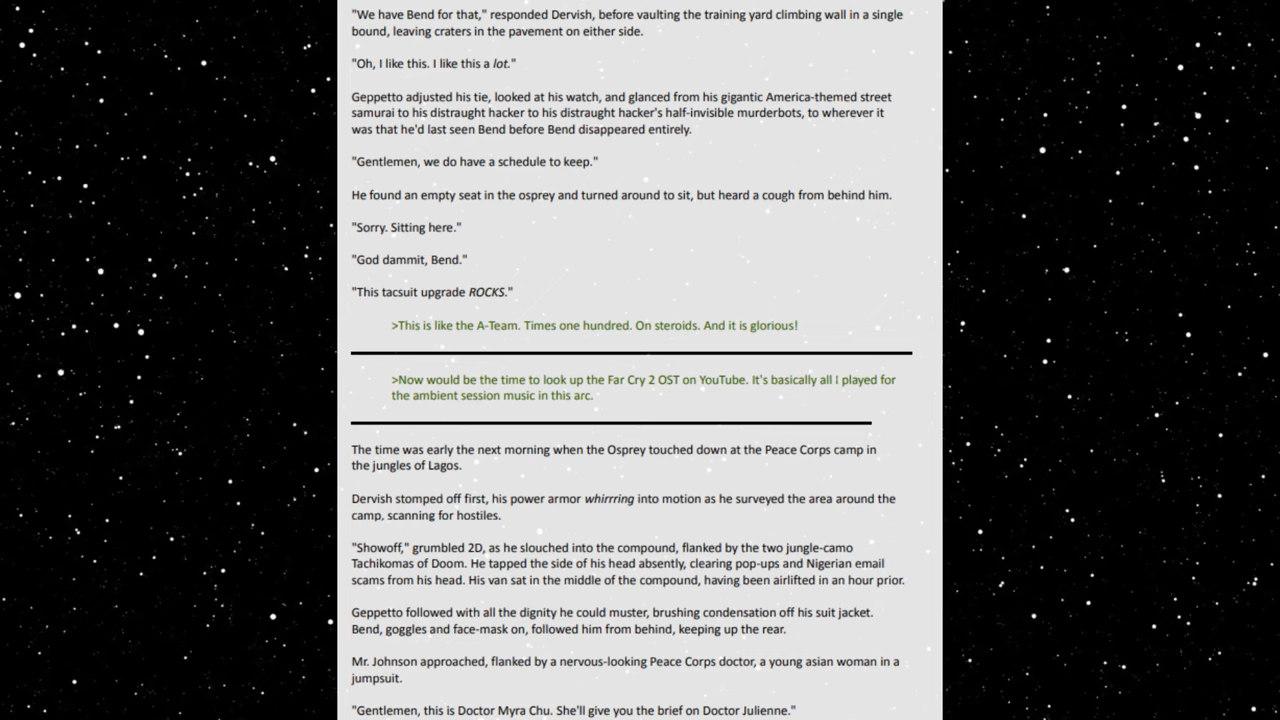 "We have Bend for that," responded Dervish, before vaulting the training yard climbing wall in a single
bound, leaving craters in the pavement on either side.
"Oh, I like this. I like this a lot."
Geppetto adjusted his tie, looked at his watch, and glanced from his gigantic America-themed street
samurai to his distraught hacker to his distraught hacker's half-invisible murderbots, to wherever it
was that he'd last seen Bend before Bend disappeared entirely.
"Gentlemen, we do have a schedule to keep."
He found an empty seat in the osprey and turned around to sit, but heard a cough from behind him.
"Sorry. Sitting here."
"God dammit, Bend."
"This tacsuit upgrade ROCKS."
>This is like the A-Team. Times one hundred. On steroids. And it is glorious!
>Now would be the time to look up the Far Cry 2 OST on YouTube. It's basically all I played for
the ambient session music in this arc.
The time was early the next morning when the Osprey touched down at the Peace Corps camp in
the jungles of Lagos.
Dervish stomped off first, his power armor whirrring into motion as he surveyed the area around the
camp, scanning for hostiles.
"Showoff," grumbled 2D, as he slouched into the compound, flanked by the two jungle-camo
Tachikomas of Doom. He tapped the side of his head absently, clearing pop-ups and Nigerian email
scams from his head. His van sat in the middle of the compound, having been airlifted in an hour prior.
Geppetto followed with all the dignity he could muster, brushing condensation off his suit jacket.
Bend, goggles and face-mask on, followed him from behind, keeping up the rear.
Mr. Johnson approached, flanked by a nervous-looking Peace Corps doctor, a young asian woman in a
jumpsuit.
"Gentlemen, this is Doctor Myra Chu. She'll give you the brief on Doctor Julienne."